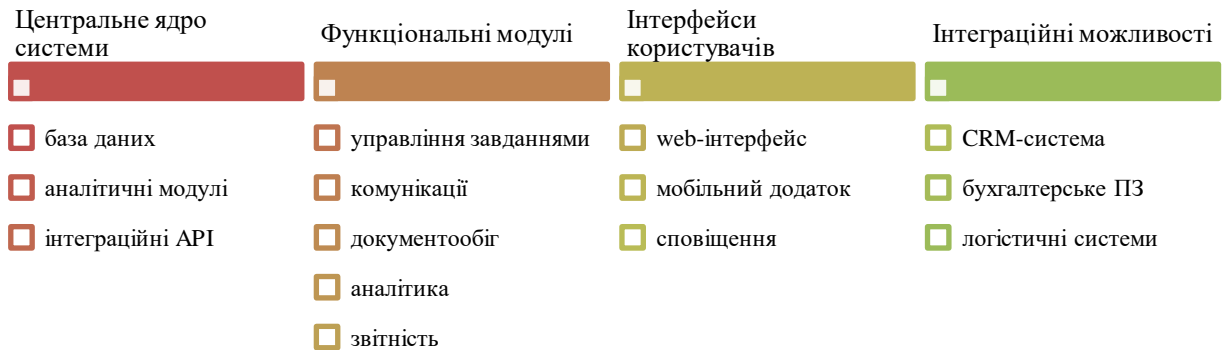 Центральне ядро
системи
база даних
аналітичні модулі
інтеграційні API
Функціональні модулі
управління завданнями
комунікації
документообіг
аналітика
звітність
Інтерфейси
користувачів
web-інтерфейс
мобільний додаток
сповіщення
Інтеграційні можливості
CRM-система
бухгалтерське ПЗ
логістичні системи